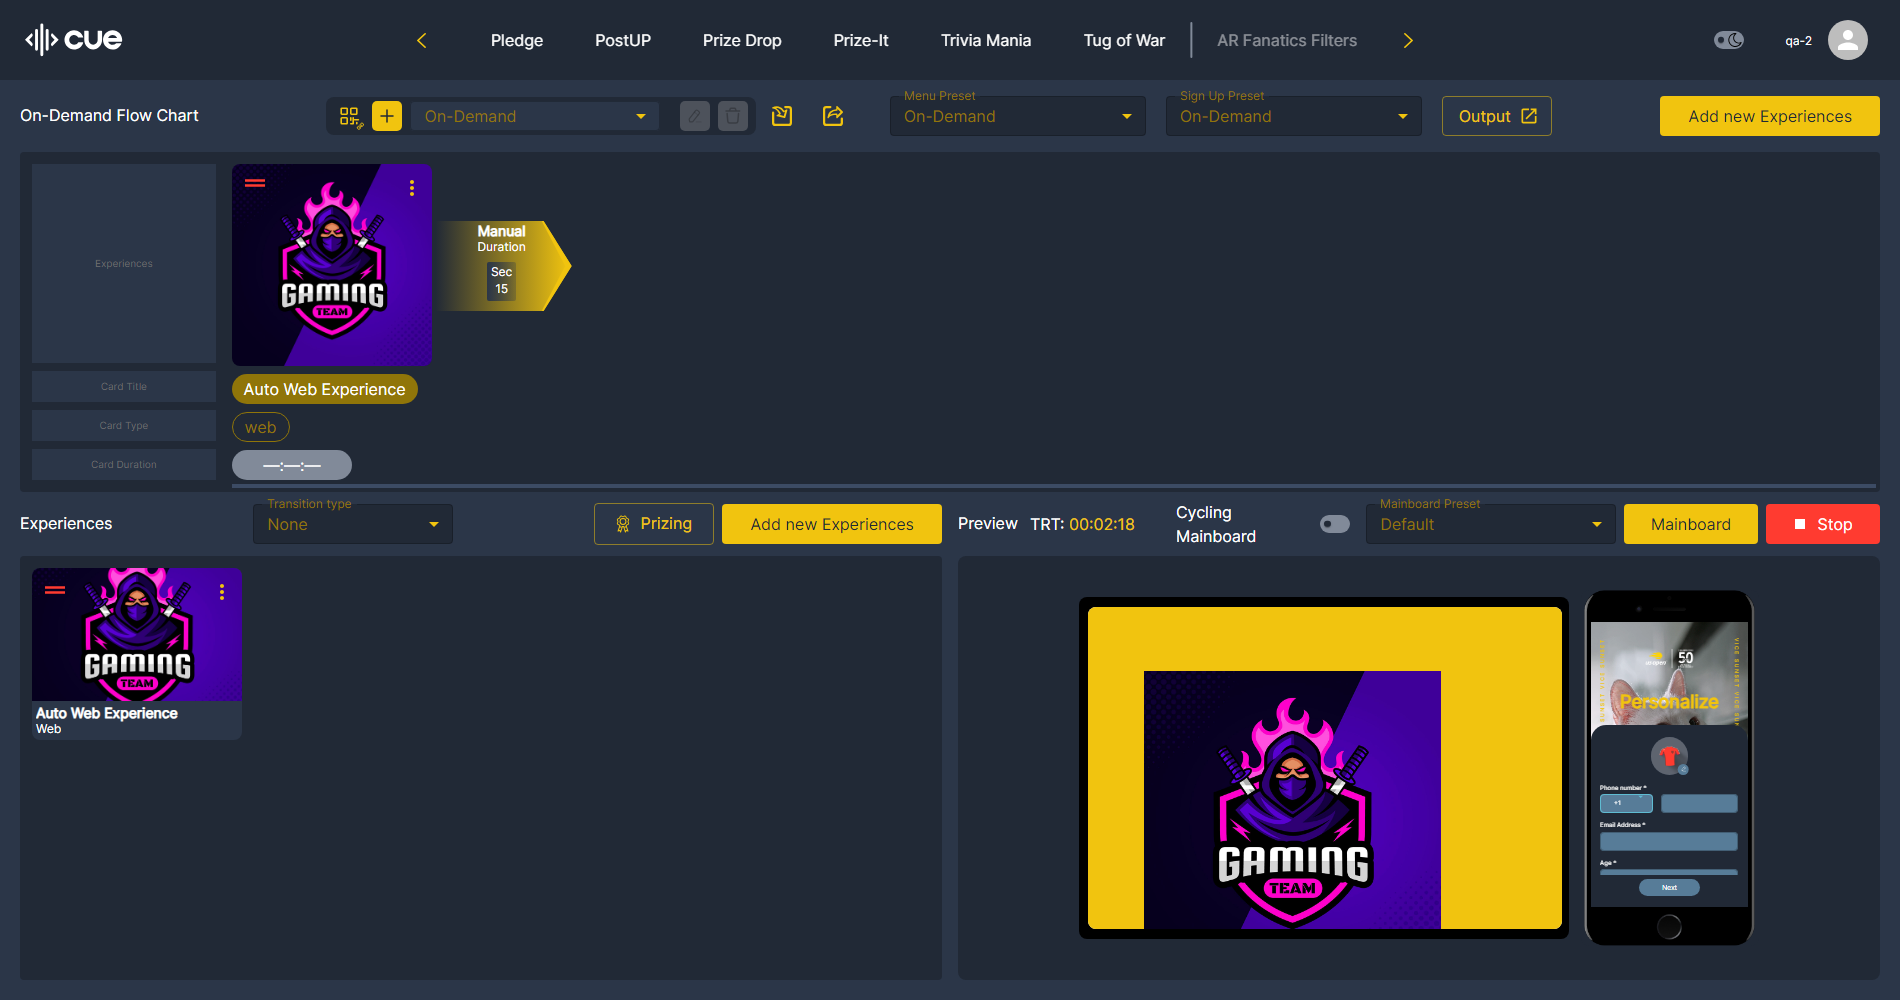 cue
Pledge
PostUP
Prize Drop
Prize-It
Trivia Mania
Tug of War
AR Fanatics Filters
qa-2
On-Demand Flow Chart
On-Demand
Menu Preset
On-Demand
Sign Up Preset
On-Demand
Output
Add new Experiences
Experiences
GAMING
TEAM
Manual
Duration
Sec
15
Card Title
Auto Web Experience
Card Type
web
Card Duration
—:—:—
Experiences
Transition type
None
Prizing
Add new Experiences
Preview
TRT: 00:02:18
Cycling
Mainboard
Mainboard Preset
Default
Mainboard
Stop
GAMING
TEAM
Auto Web Experience
Web
GAMING
TEAM
50
Personalize
Phone number *
+1
Email Address *
Age *
Next